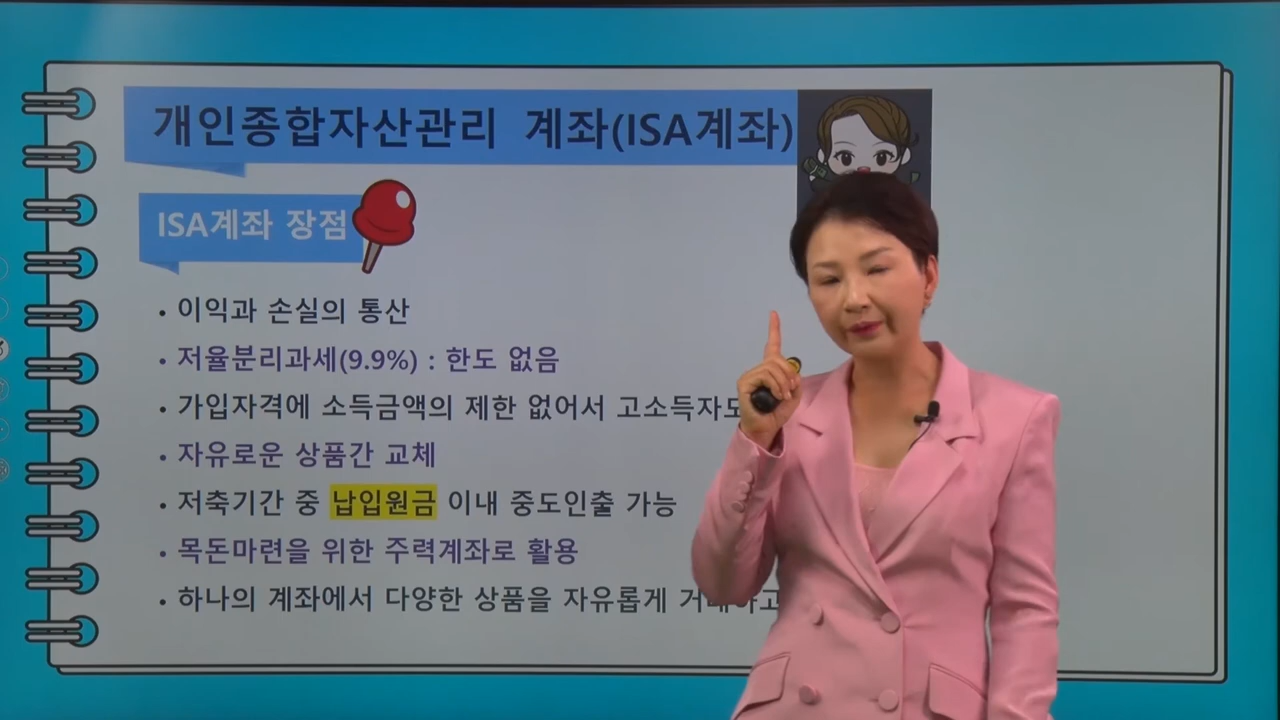 개인종합자산관리 계좌(ISA계좌)
ISA계좌 장점
• 이익과 손실의 통산
• 저율분리과세(9.9%) : 한도 없음
• 가입자격에 소득금액의 제한 없어서 고소득자도
• 자유로운 상품간 교체
• 저축기간 중 납입원금 이내 중도인출 가능
• 목돈마련을 위한 주력계좌로 활용
• 하나의 계좌에서 다양한 상품을 자유롭게